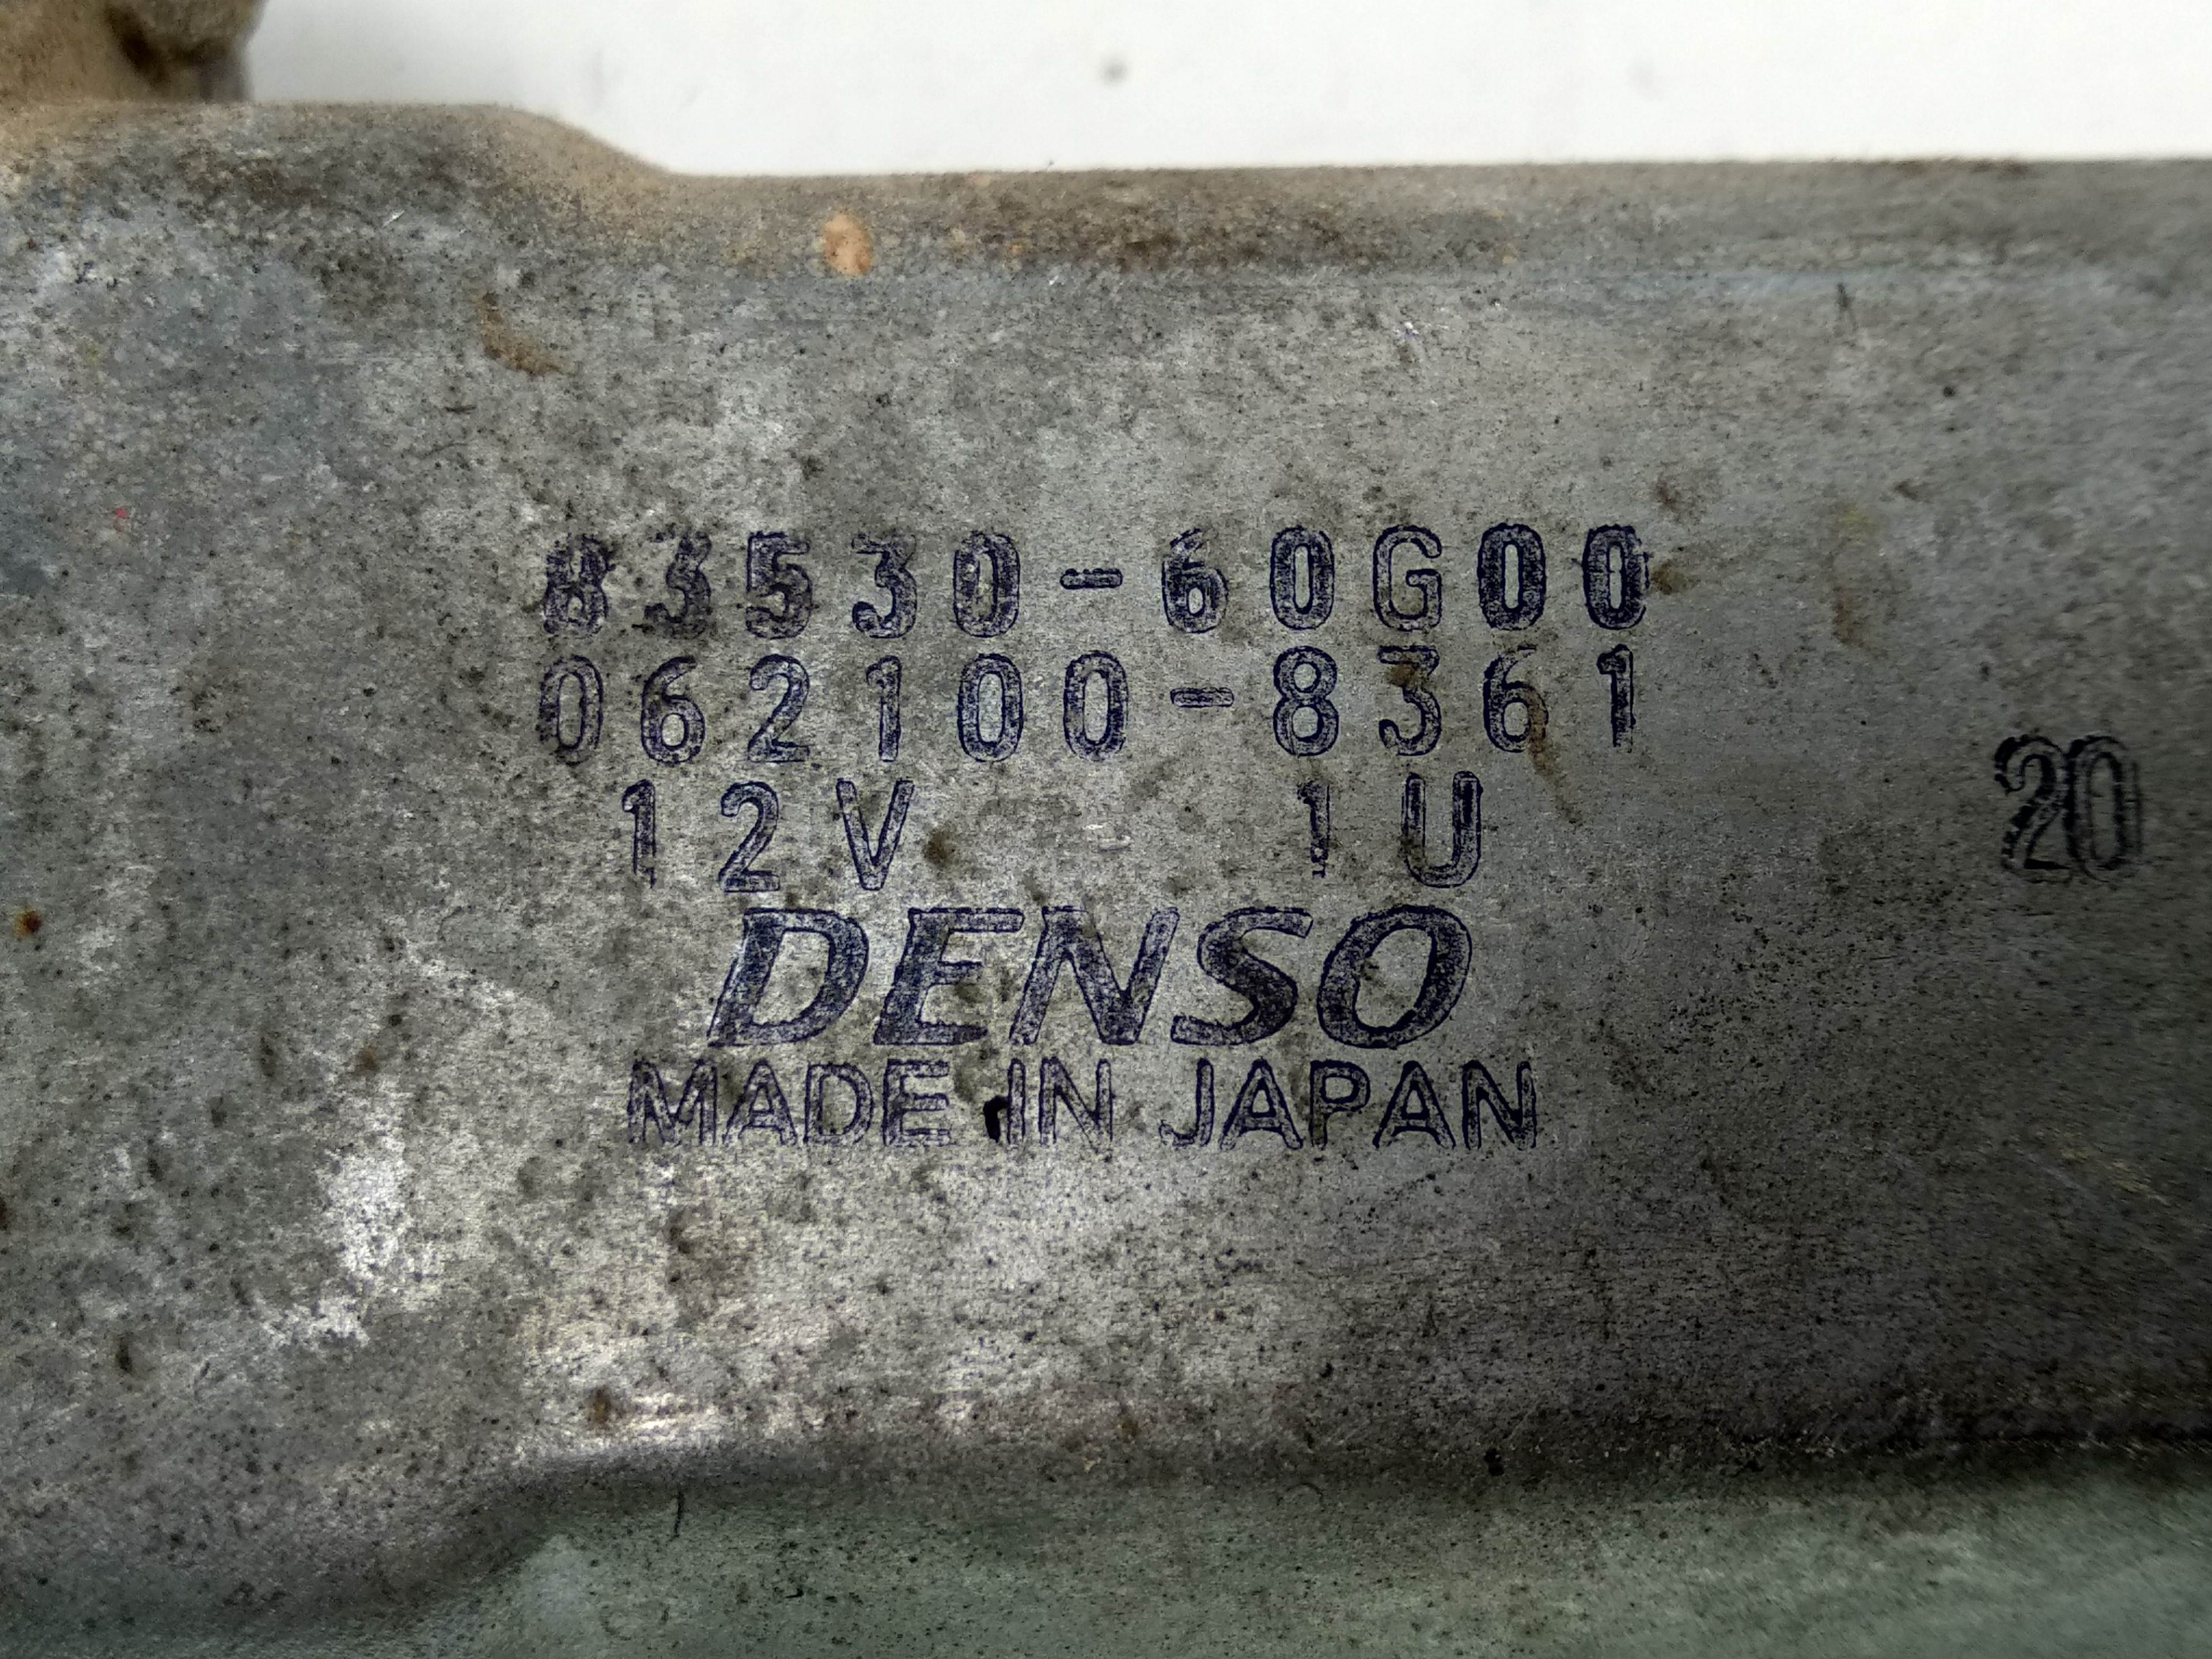 83530-60G00
062100-8361
12V 1U
20
DENSO
MADE IN JAPAN